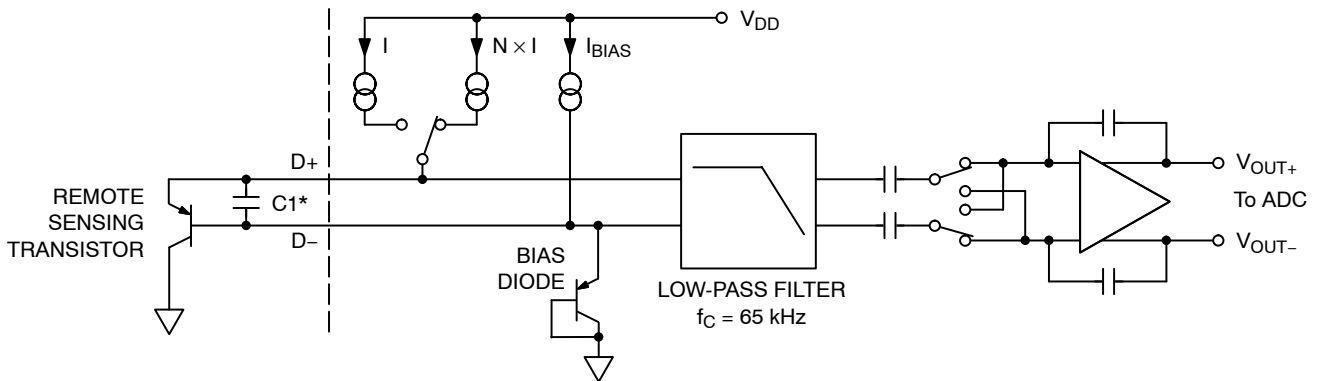 V_DD
I
N × I
I_BIAS
D+
REMOTE
SENSING
TRANSISTOR
C1*
D−
BIAS
DIODE
LOW-PASS FILTER
f_C = 65 kHz
V_OUT+
To ADC
V_OUT−